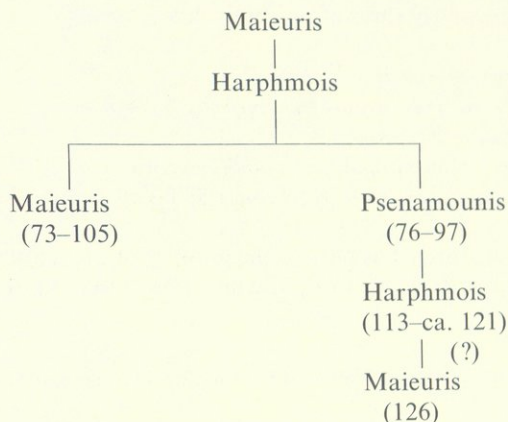 Maieuris
Harphmois
Maieuris Psenamounis
(73–105) (76–97)
Harphmois
(113–ca. 121)
(?)
Maieuris
(126)